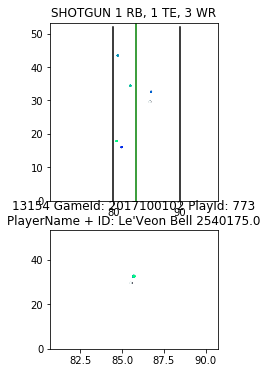 SHOTGUN 1 RB, 1 TE, 3 WR
50
40
30
20
10
0
80 90
13154 GameId: 2017100102 PlayId: 773
PlayerName + ID: Le'Veon Bell 2540175.0
40
20
0
82.5 85.0 87.5 90.0